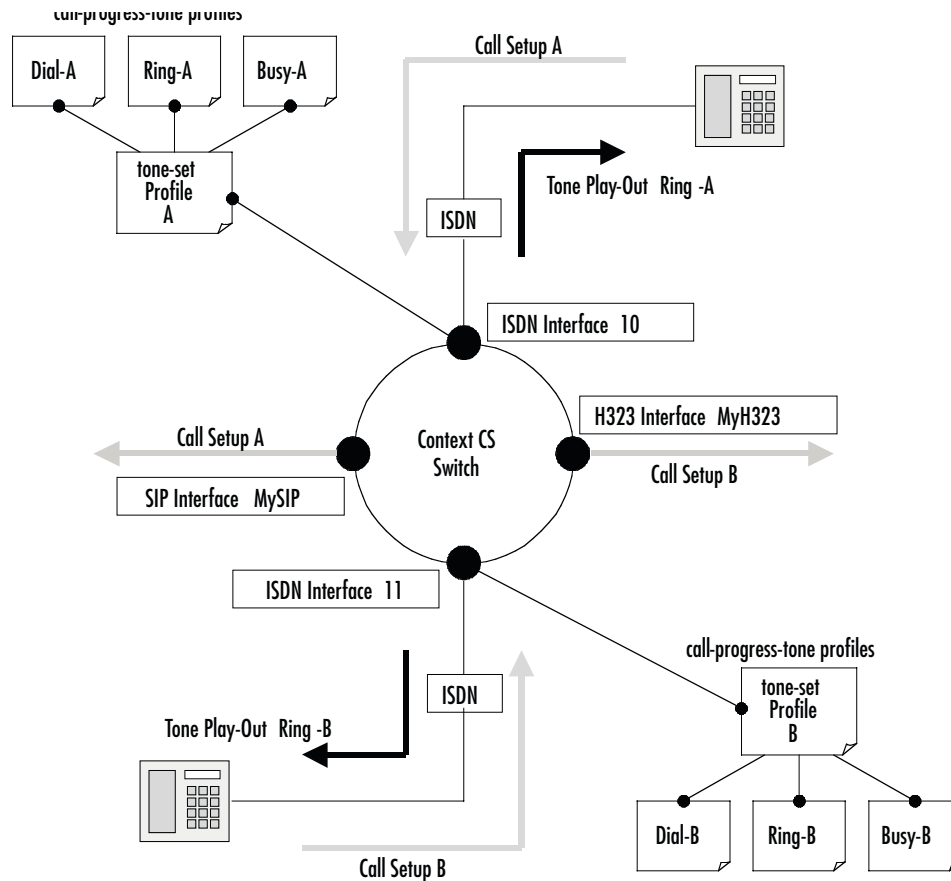 call-progress-tone profiles
Dial-A
Ring-A
Busy-A
tone-set
Profile
A
Call Setup A
Tone Play-Out Ring -A
ISDN
ISDN Interface 10
H323 Interface MyH323
Call Setup A
Context CS
Switch
Call Setup B
SIP Interface MySIP
ISDN Interface 11
ISDN
Tone Play-Out Ring -B
call-progress-tone profiles
tone-set
Profile
B
Dial-B
Ring-B
Busy-B
Call Setup B